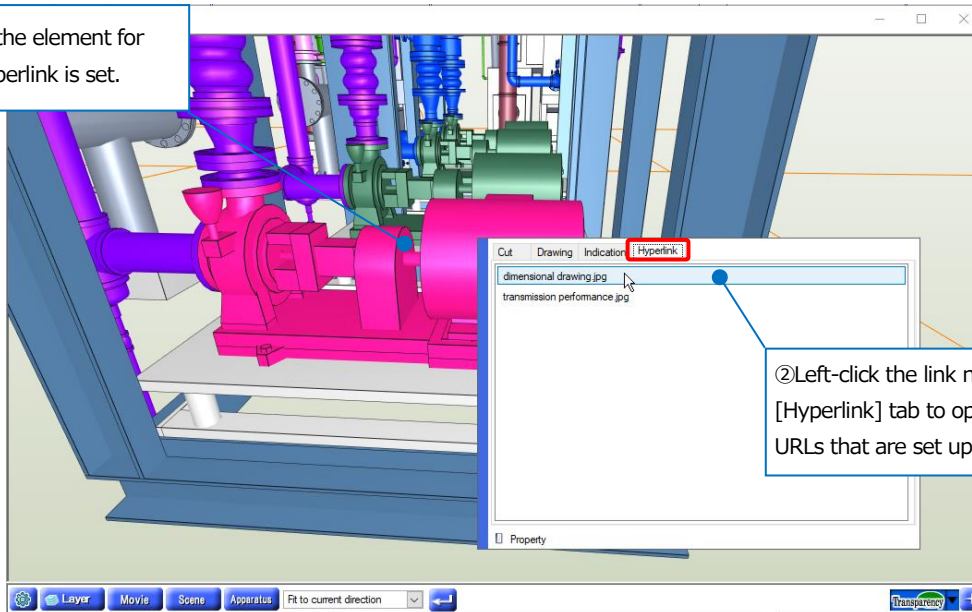 the element for
perlink is set.
Cut Drawing Indication Hyperlink
dimensional drawing.jpg
transmission performance.jpg
②Left-click the link n
[Hyperlink] tab to op
URLs that are set up
Property
Layer Movie Scene Apparatus Fit to current direction Transparency